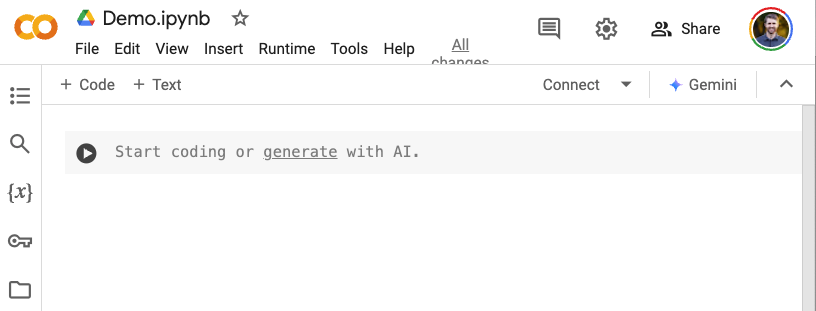 Demo.ipynb
File Edit View Insert Runtime Tools Help All changes
Share
+ Code + Text Connect Gemini
{x}
Start coding or generate with AI.